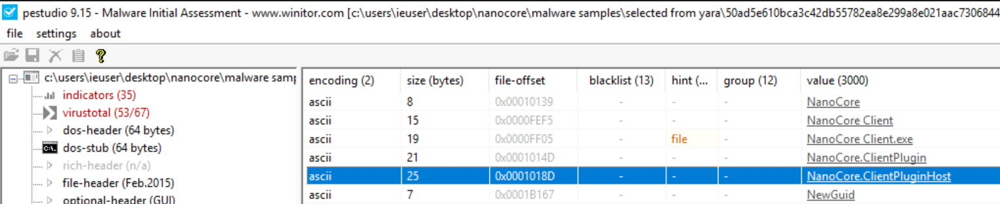 pestudio 9.15 - Malware Initial Assessment - www.winitor.com [c:\users\ieuser\desktop\nanocore\malware samples\selected from yara\50ad5e610bca3c42db55782ea8e299a8e021aac7306844
file settings about
c:\users\ieuser\desktop\nanocore\malware samp
indicators (35)
virustotal (53/67)
dos-header (64 bytes)
dos-stub (64 bytes)
rich-header (n/a)
file-header (Feb.2015)
optional-header (GUI)
encoding (2) size (bytes) file-offset blacklist (13) hint (... group (12) value (3000)
ascii 8 0x00010139 - - - NanoCore
ascii 15 0x0000FEF5 - - - NanoCore Client
ascii 19 0x0000FF05 - file - NanoCore Client.exe
ascii 21 0x0001014D - - - NanoCore.ClientPlugin
ascii 25 0x0001018D - - - NanoCore.ClientPluginHost
ascii 7 0x0001B167 - - - NewGuid